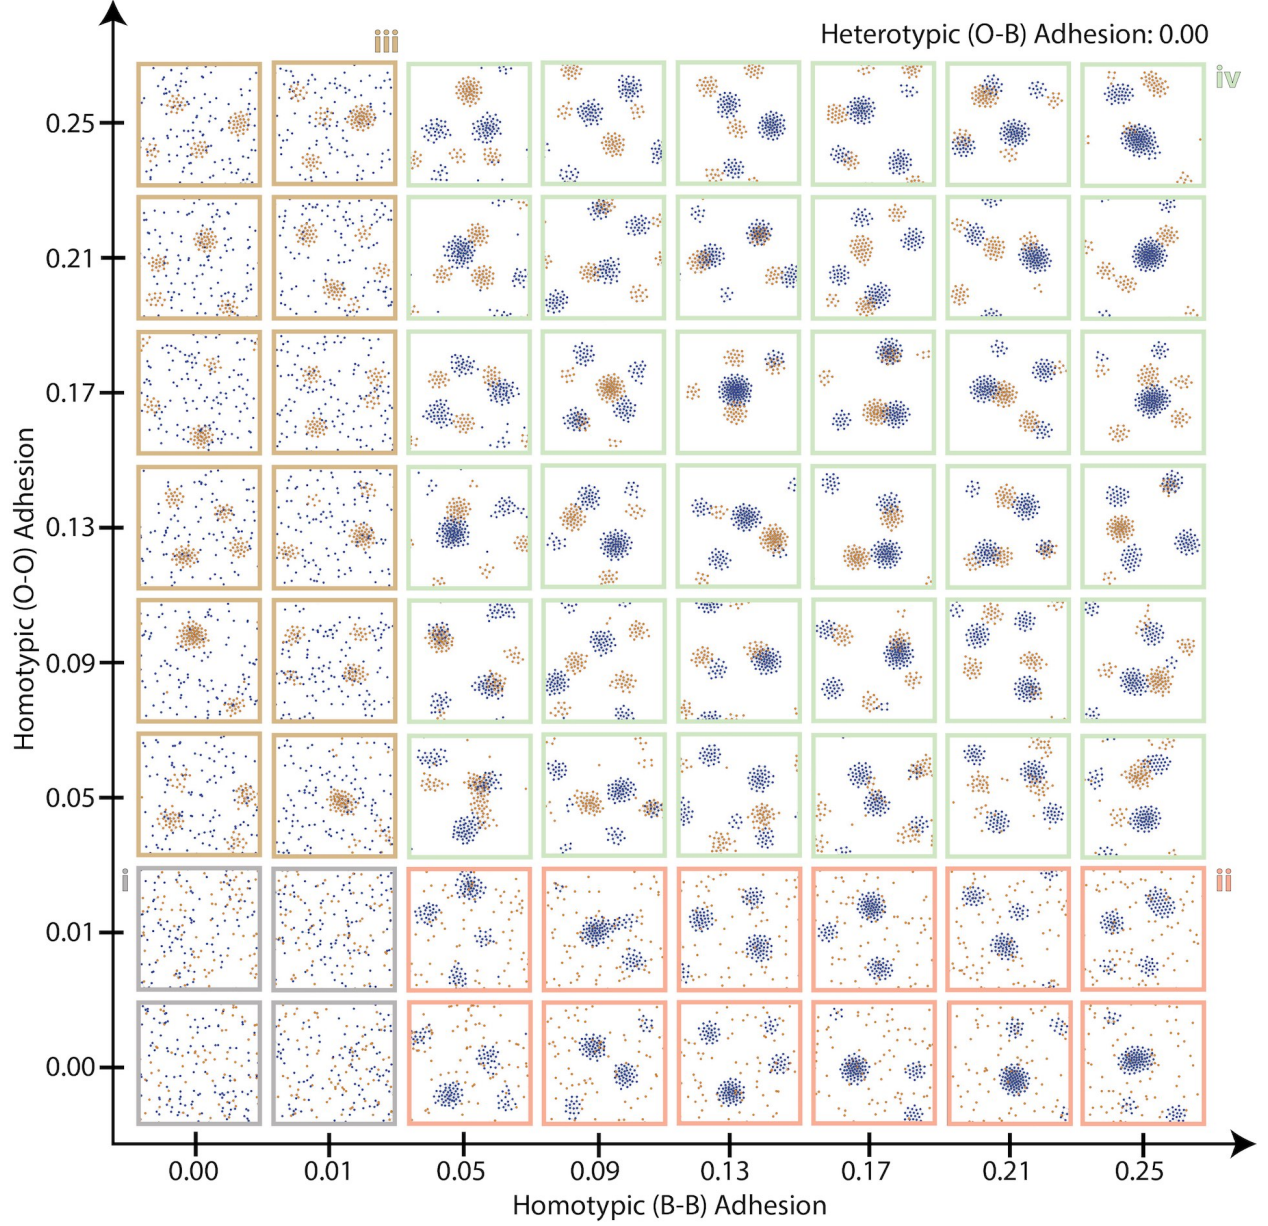 Heterotypic (O-B) Adhesion: 0.00
iii
iv
0.25
0.21
0.17
0.13
0.09
0.05
i
ii
0.01
0.00
Homotypic (O-O) Adhesion
0.00 0.01 0.05 0.09 0.13 0.17 0.21 0.25
Homotypic (B-B) Adhesion